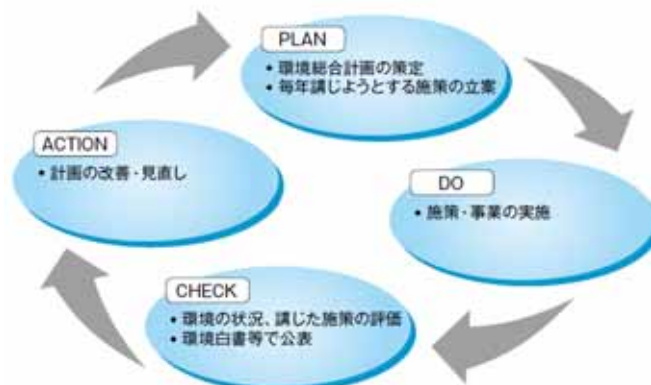 PLAN
• 環境総合計画の策定
• 毎年講じようとする施策の立案
ACTION
• 計画の改善・見直し
DO
• 施策・事業の実施
CHECK
• 環境の状況、講じた施策の評価
• 環境白書等で公表